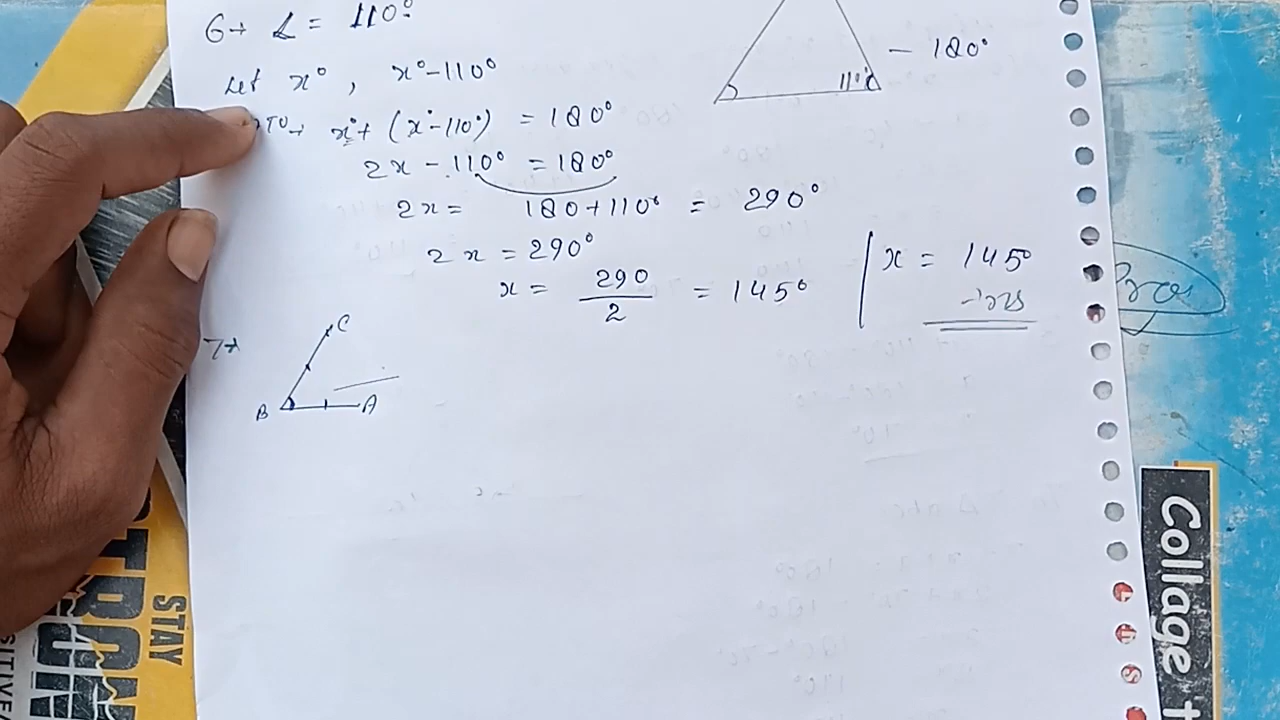 6→ ∠ = 110°
110°
– 180°
Let x° , x°-110°
x°+ (x°-110°) = 180°
2x - 110° = 180°
2x = 180+110° = 290°
2x = 290°
x = 290/2 = 145°
x = 145°
7→
C
B
A
STAY
STRONG
Collage